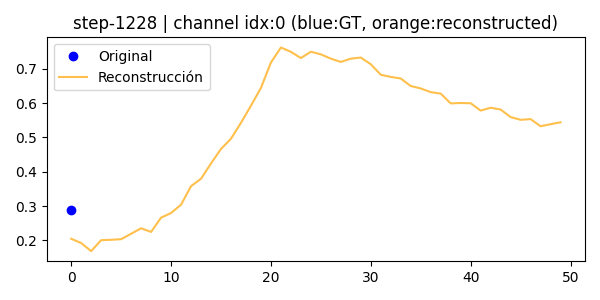 step-1228 | channel idx:0 (blue:GT, orange:reconstructed)
Original
Reconstrucción
0.7
0.6
0.5
0.4
0.3
0.2
0 10 20 30 40 50